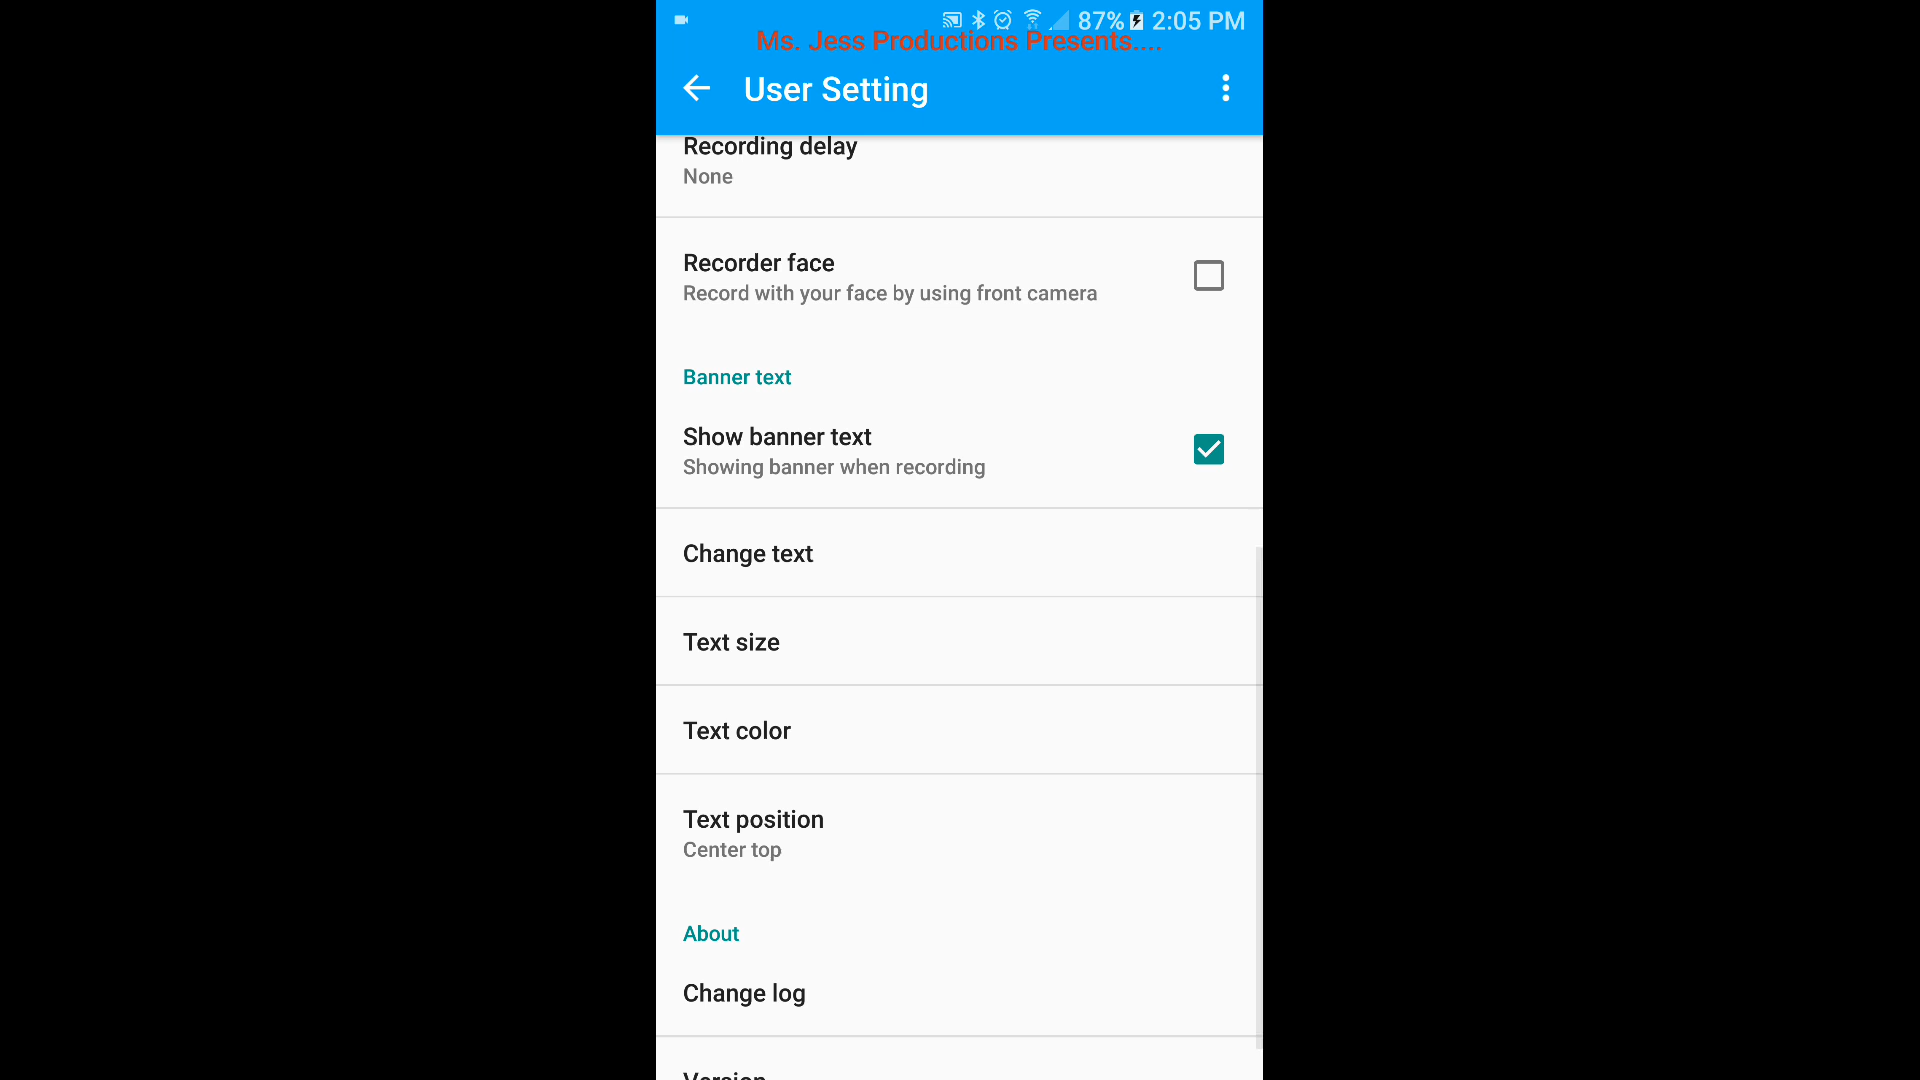 87% 2:05 PM
Ms. Jess Productions Presents....
User Setting
Recording delay
None
Recorder face
Record with your face by using front camera
Banner text
Show banner text
Showing banner when recording
Change text
Text size
Text color
Text position
Center top
About
Change log
Version